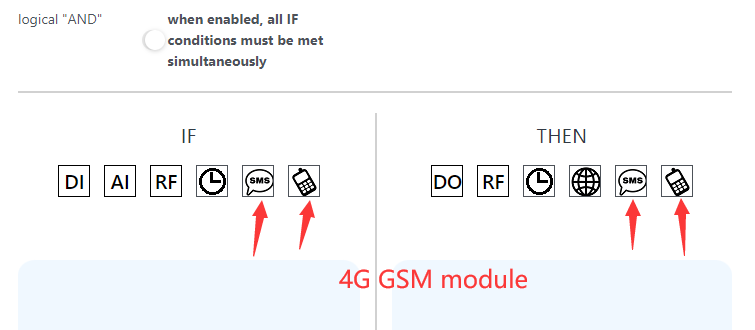 logical "AND"
when enabled, all IF
conditions must be met
simultaneously
IF
THEN
DI AI RF SMS
DO RF SMS
4G GSM module